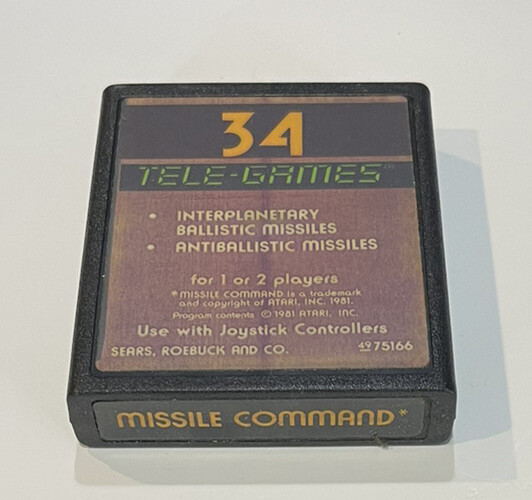 34
TELE-GAMES™
• INTERPLANETARY
BALLISTIC MISSILES
• ANTIBALLISTIC MISSILES
for 1 or 2 players
*MISSILE COMMAND is a trademark
and copyright of ATARI, INC. 1981.
Program contents © 1981 ATARI, INC.
Use with Joystick Controllers
SEARS, ROEBUCK AND CO. 49 75166
MISSILE COMMAND*